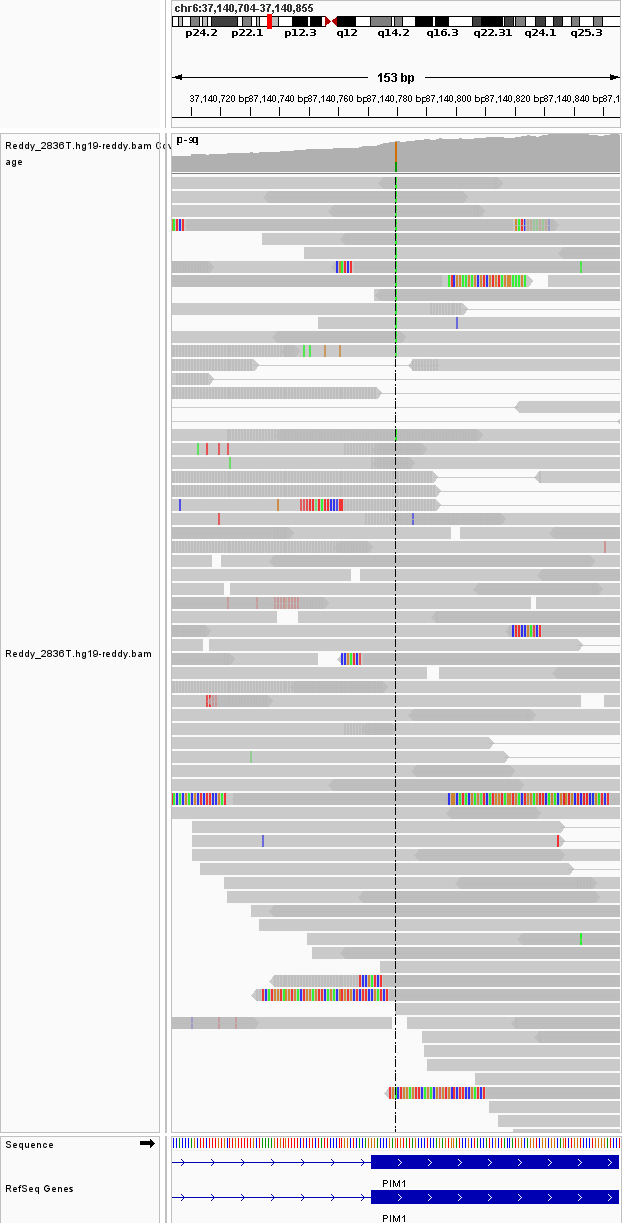 chr6:37,140,704-37,140,855
p24.2 p22.1 p12.3 q12 q14.2 q16.3 q22.31 q24.1 q25.3
153 bp
37,140,720 bp 37,140,740 bp 37,140,760 bp 37,140,780 bp 37,140,800 bp 37,140,820 bp 37,140,840 bp 37,1
Reddy_2836T.hg19-reddy.bam Cov
age
Reddy_2836T.hg19-reddy.bam
Sequence
PIM1
RefSeq Genes
PIM1